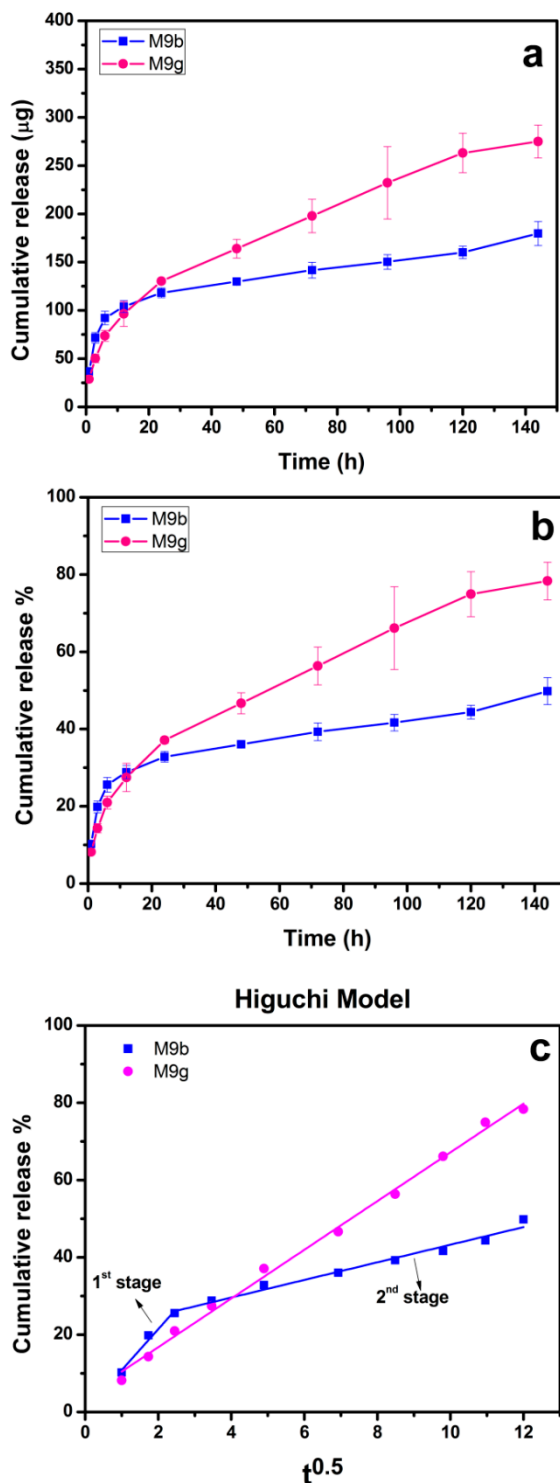 a
M9b
M9g
400
350
300
250
200
150
100
50
0
Cumulative release (μg)
0 20 40 60 80 100 120 140
Time (h)
b
M9b
M9g
100
80
60
40
20
0
Cumulative release %
0 20 40 60 80 100 120 140
Time (h)
Higuchi Model
c
M9b
M9g
100
80
60
40
20
0
Cumulative release %
1st stage
2nd stage
0 2 4 6 8 10 12
t0.5